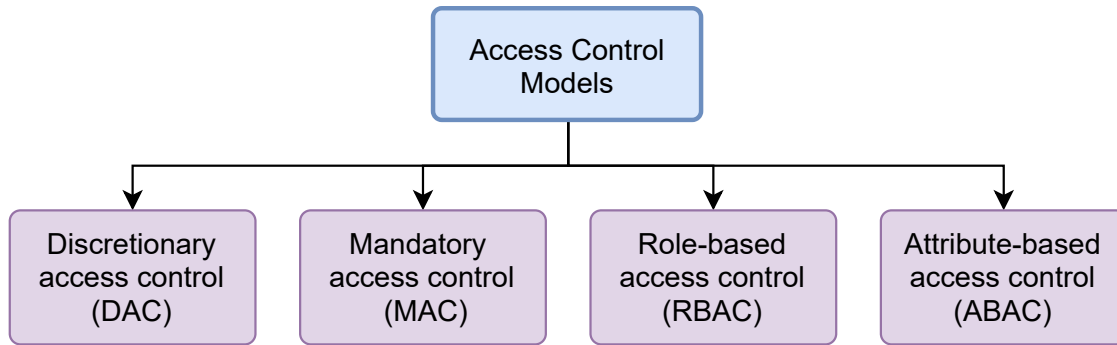 Access Control
Models
Discretionary
access control
(DAC)
Mandatory
access control
(MAC)
Role-based
access control
(RBAC)
Attribute-based
access control
(ABAC)